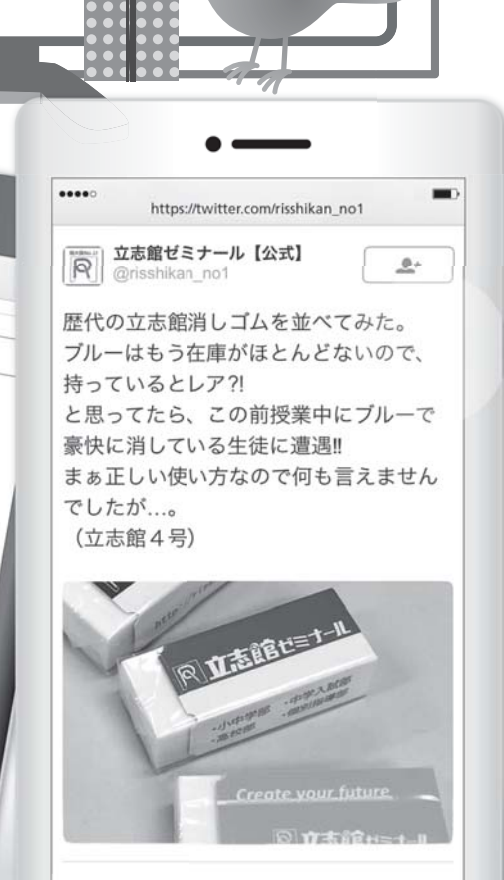 https://twitter.com/risshikan_no1
立志館ゼミナール【公式】
@risshikan_no1
歴代の立志館消しゴムを並べてみた。
ブルーはもう在庫がほとんどないので、
持っているとレア?!
と思ってたら、この前授業中にブルーで
豪快に消している生徒に遭遇!!
まぁ正しい使い方なので何も言えません
でしたが…。
（立志館４号）
立志館ゼミナール
・小中学部 ・中学入試部
・高校部 ・個別指導部
Create your future
立志館ゼミナール